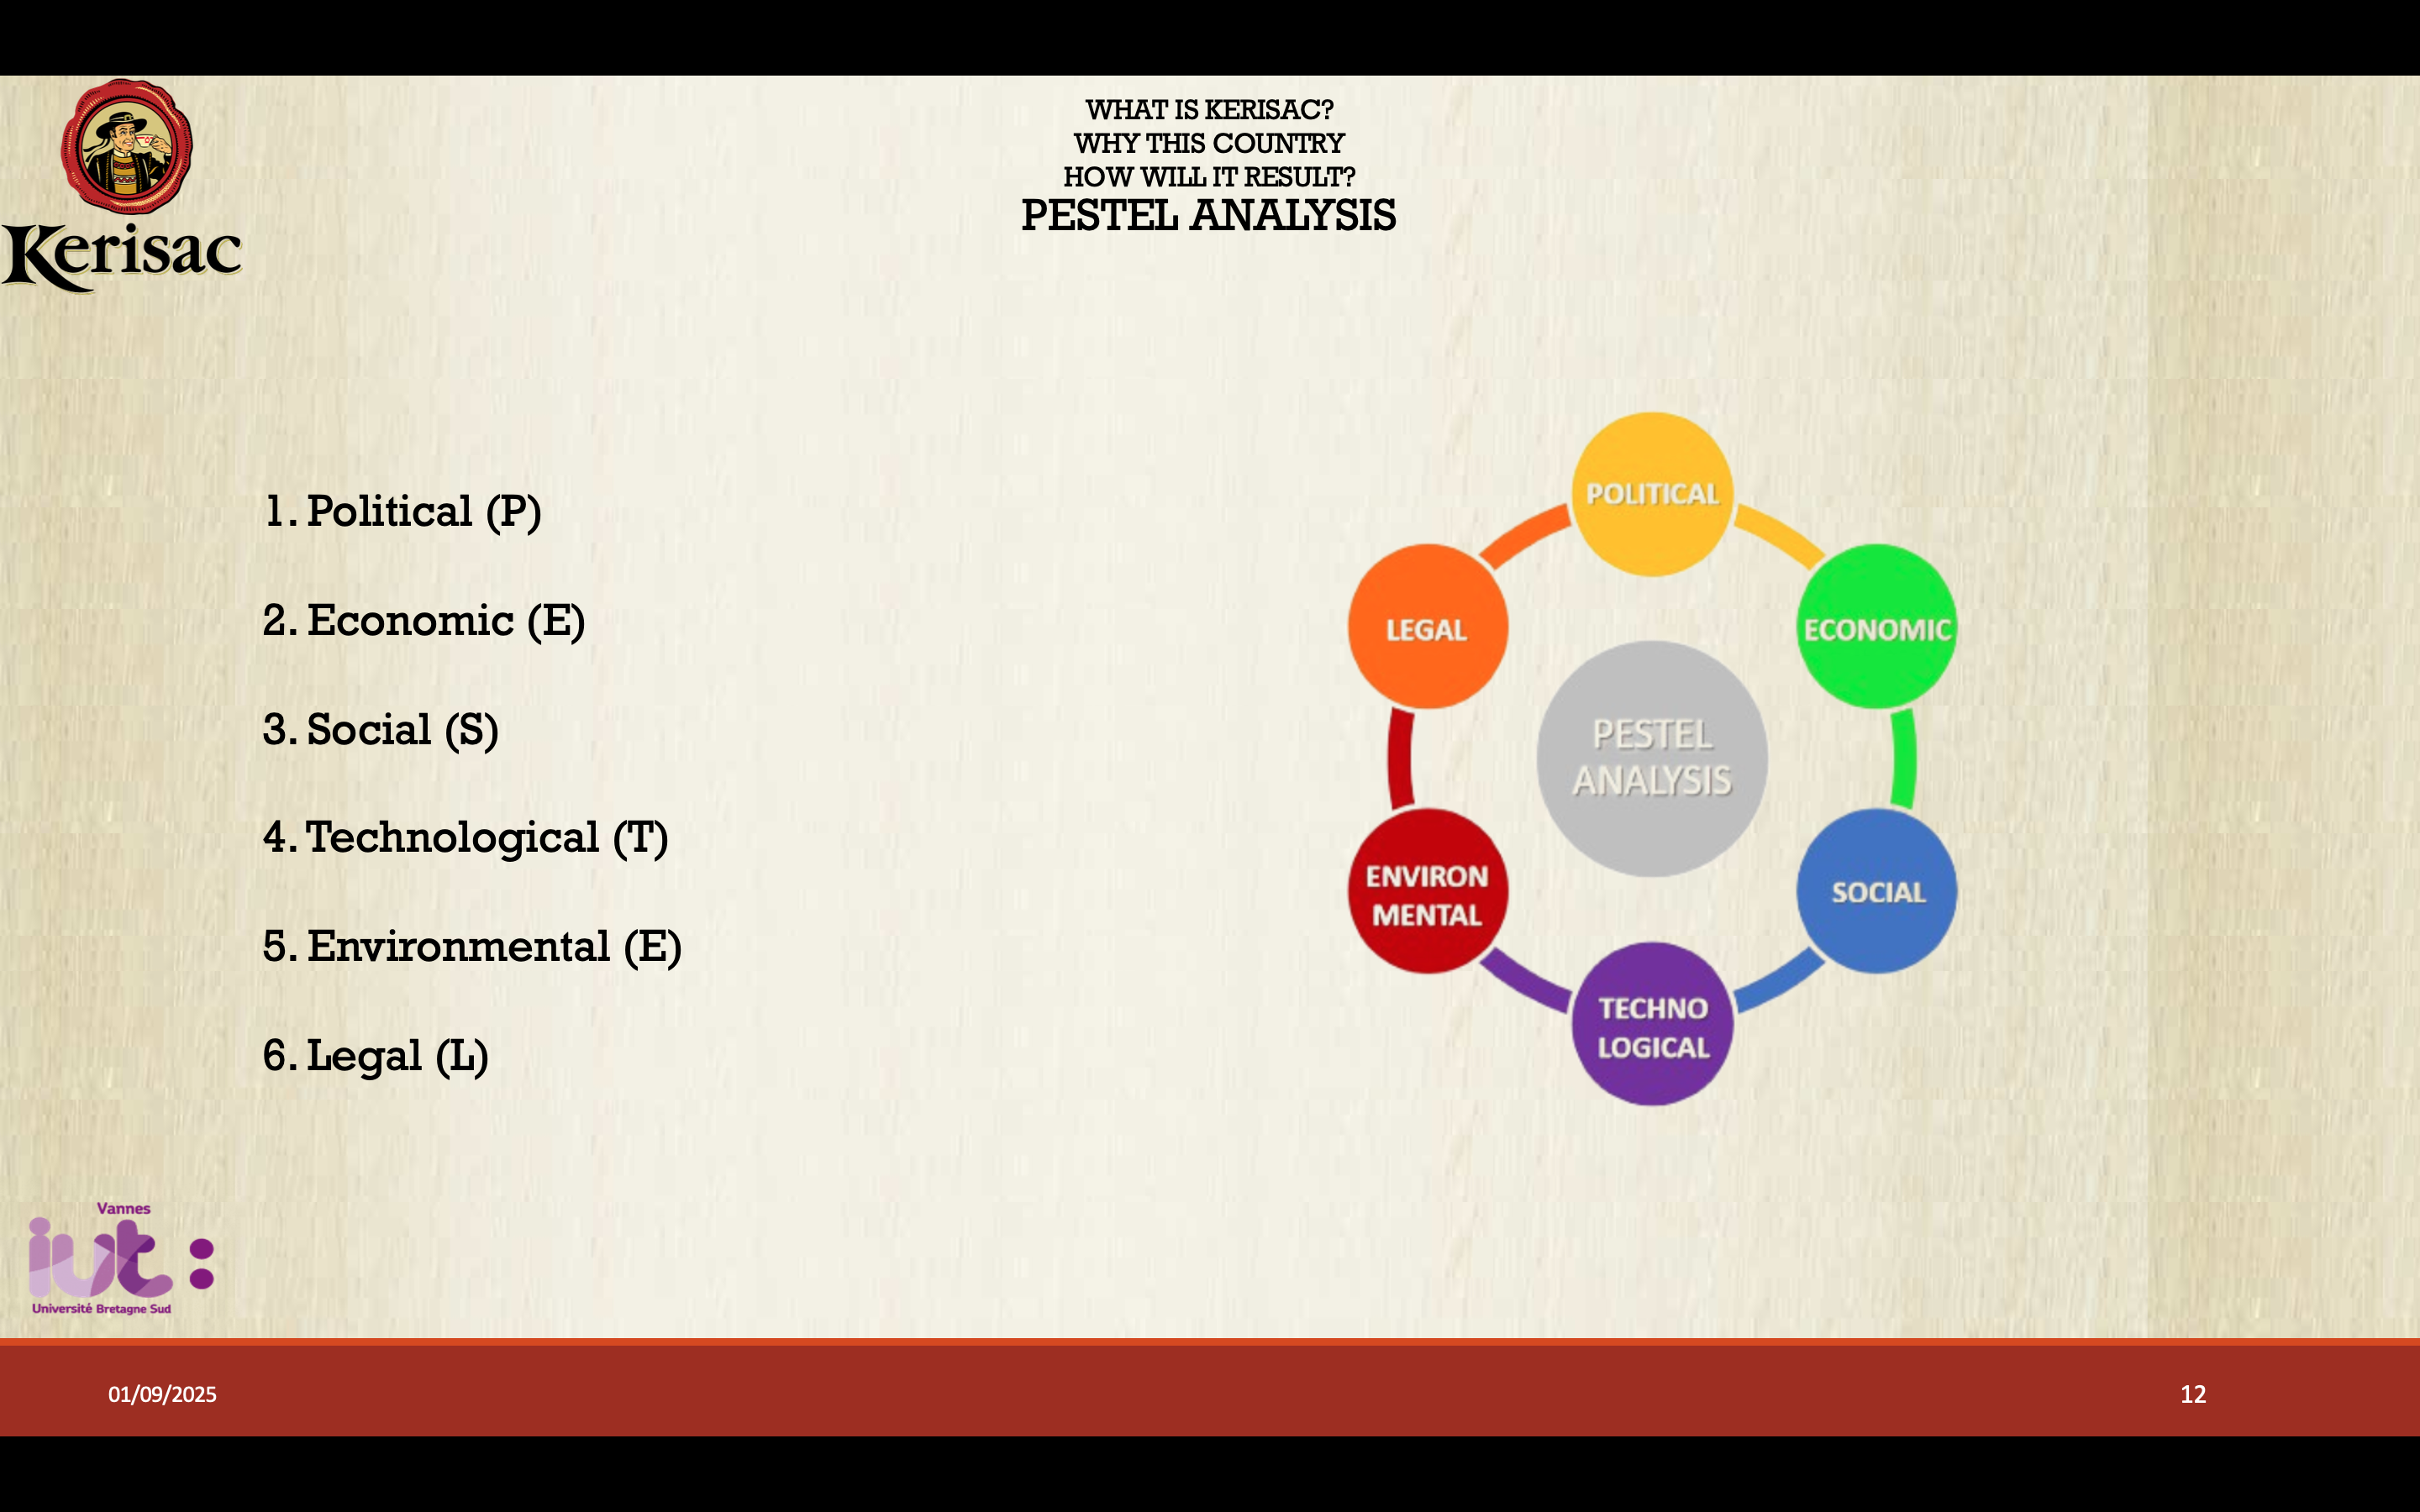 Kerisac
WHAT IS KERISAC?
WHY THIS COUNTRY
HOW WILL IT RESULT?
PESTEL ANALYSIS
1. Political (P)
2. Economic (E)
3. Social (S)
4. Technological (T)
5. Environmental (E)
6. Legal (L)
POLITICAL
ECONOMIC
SOCIAL
TECHNO
LOGICAL
ENVIRON
MENTAL
LEGAL
PESTEL
ANALYSIS
Vannes
iut:
Université Bretagne Sud
01/09/2025
12